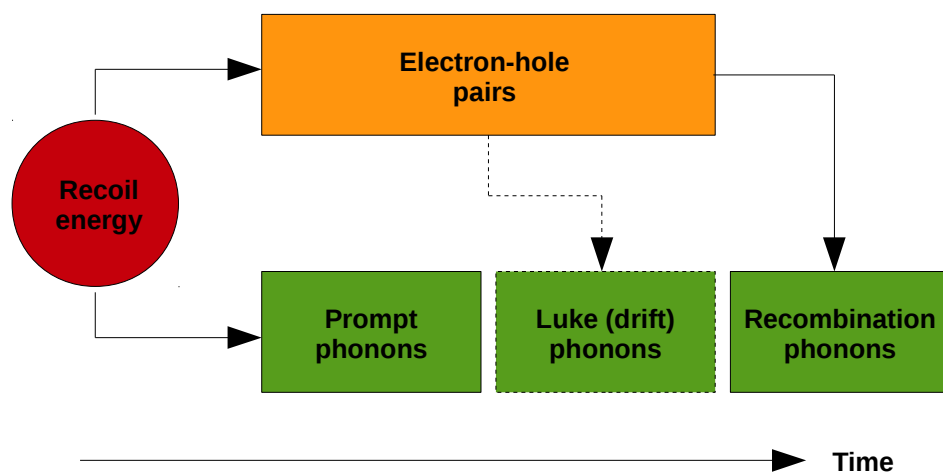 Electron-hole
pairs
Recoil
energy
Prompt
phonons
Luke (drift)
phonons
Recombination
phonons
Time